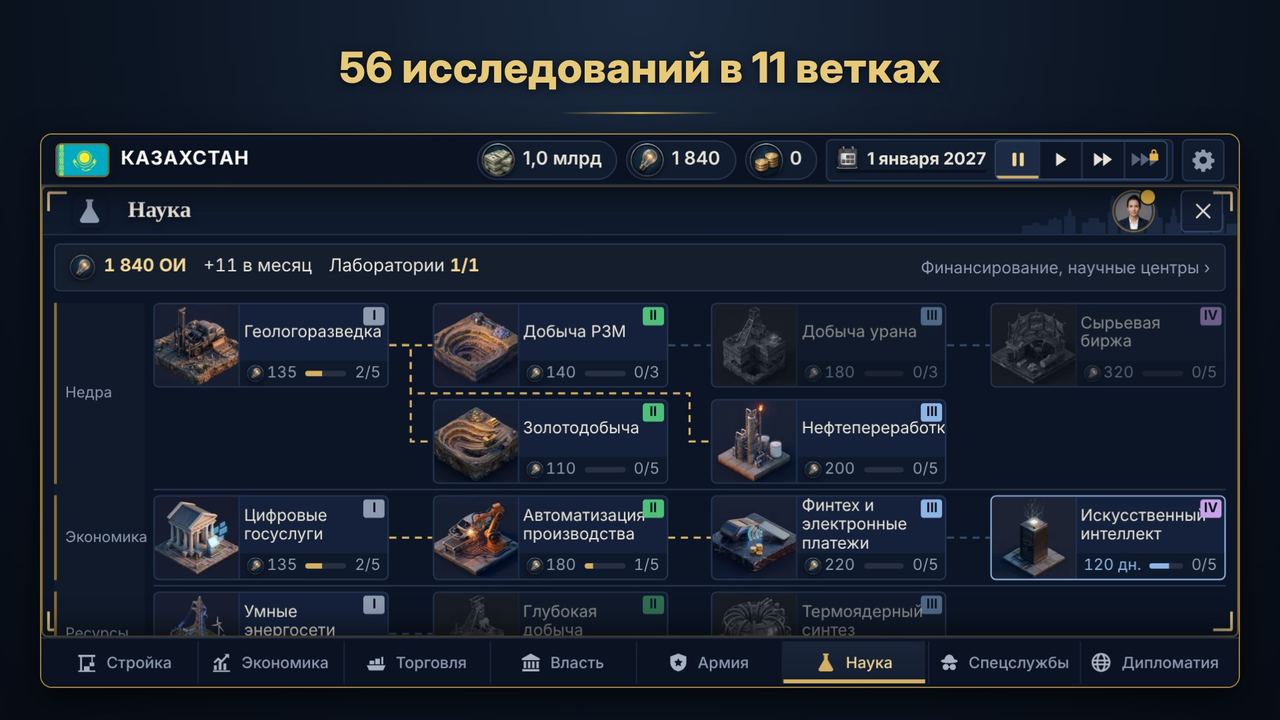 56 исследований в 11 ветках
КАЗАХСТАН
1,0 млрд
1 840
0
1 января 2027
Наука
1 840 ОИ +11 в месяц Лаборатории 1/1
Финансирование, научные центры ›
Недра
Геологоразведка
I
135 2/5
Добыча РЗМ
II
140 0/3
Добыча урана
III
180 0/3
Сырьевая
биржа
IV
320 0/5
Золотодобыча
II
110 0/5
Нефтепереработк
III
200 0/5
Экономика
Цифровые
госуслуги
I
135 2/5
Автоматизация
производства
II
180 1/5
Финтех и
электронные
платежи
III
220 0/5
Искусственный
интеллект
IV
120 дн. 0/5
Ресурсы
Умные
энергосети
I
Глубокая
добыча
II
Термоядерный
синтез
III
Стройка
Экономика
Торговля
Власть
Армия
Наука
Спецслужбы
Дипломатия